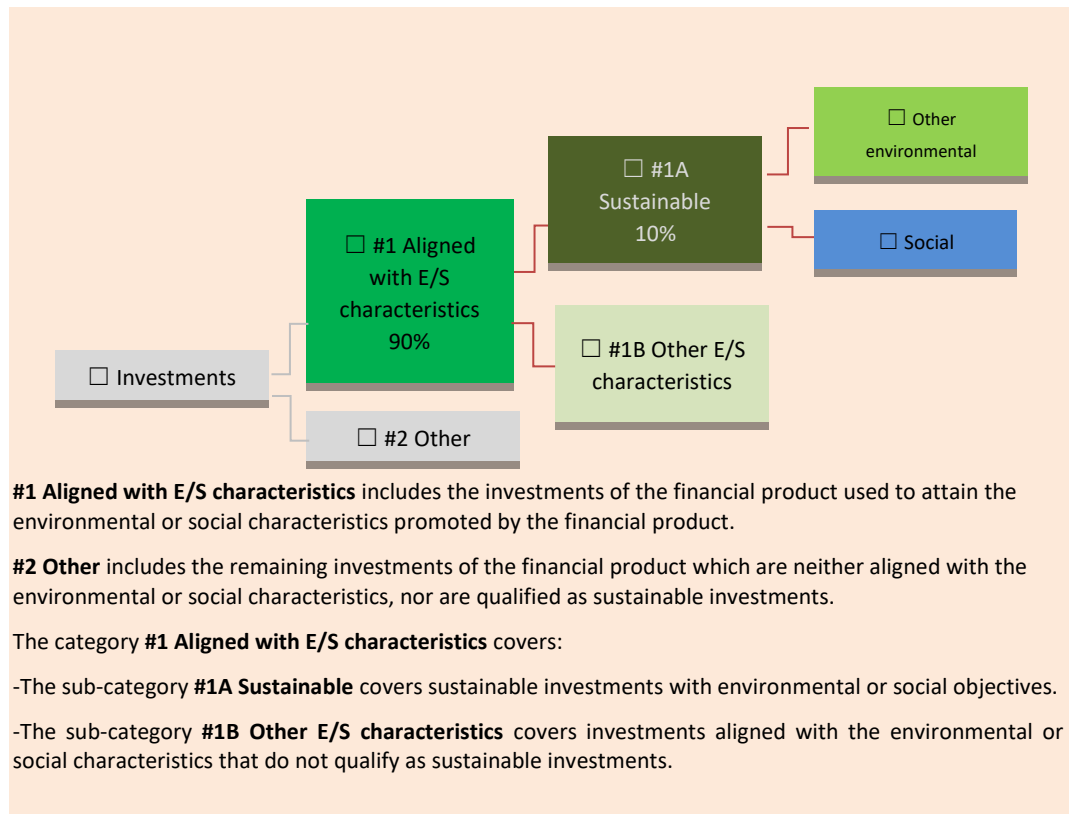 ☐ Other
environmental
☐ #1A
Sustainable
10%
☐ #1 Aligned
with E/S
characteristics
90%
☐ Social
☐ #1B Other E/S
characteristics
☐ Investments
☐ #2 Other
#1 Aligned with E/S characteristics includes the investments of the financial product used to attain the
environmental or social characteristics promoted by the financial product.
#2 Other includes the remaining investments of the financial product which are neither aligned with the
environmental or social characteristics, nor are qualified as sustainable investments.
The category #1 Aligned with E/S characteristics covers:
-The sub-category #1A Sustainable covers sustainable investments with environmental or social objectives.
-The sub-category #1B Other E/S characteristics covers investments aligned with the environmental or
social characteristics that do not qualify as sustainable investments.